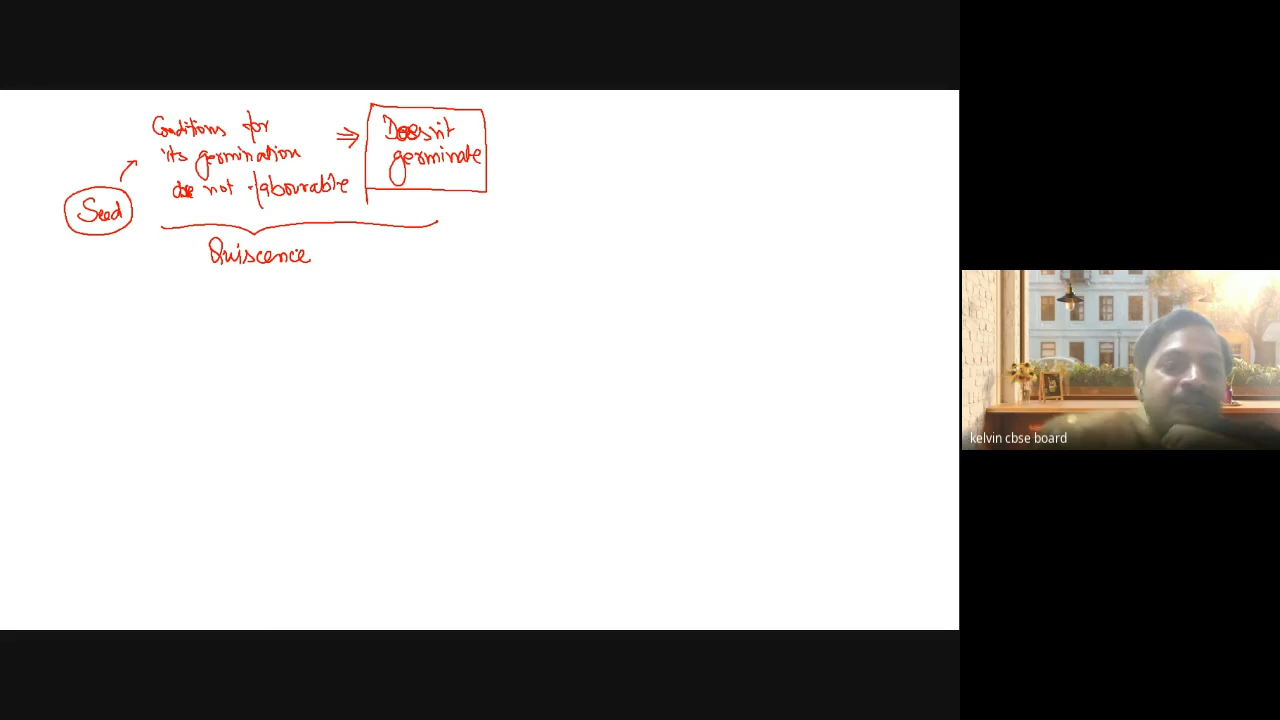 Conditions for
its germination
are not favourable
⇒ Doesn't
germinate
Seed
Quiscence
kelvin cbse board